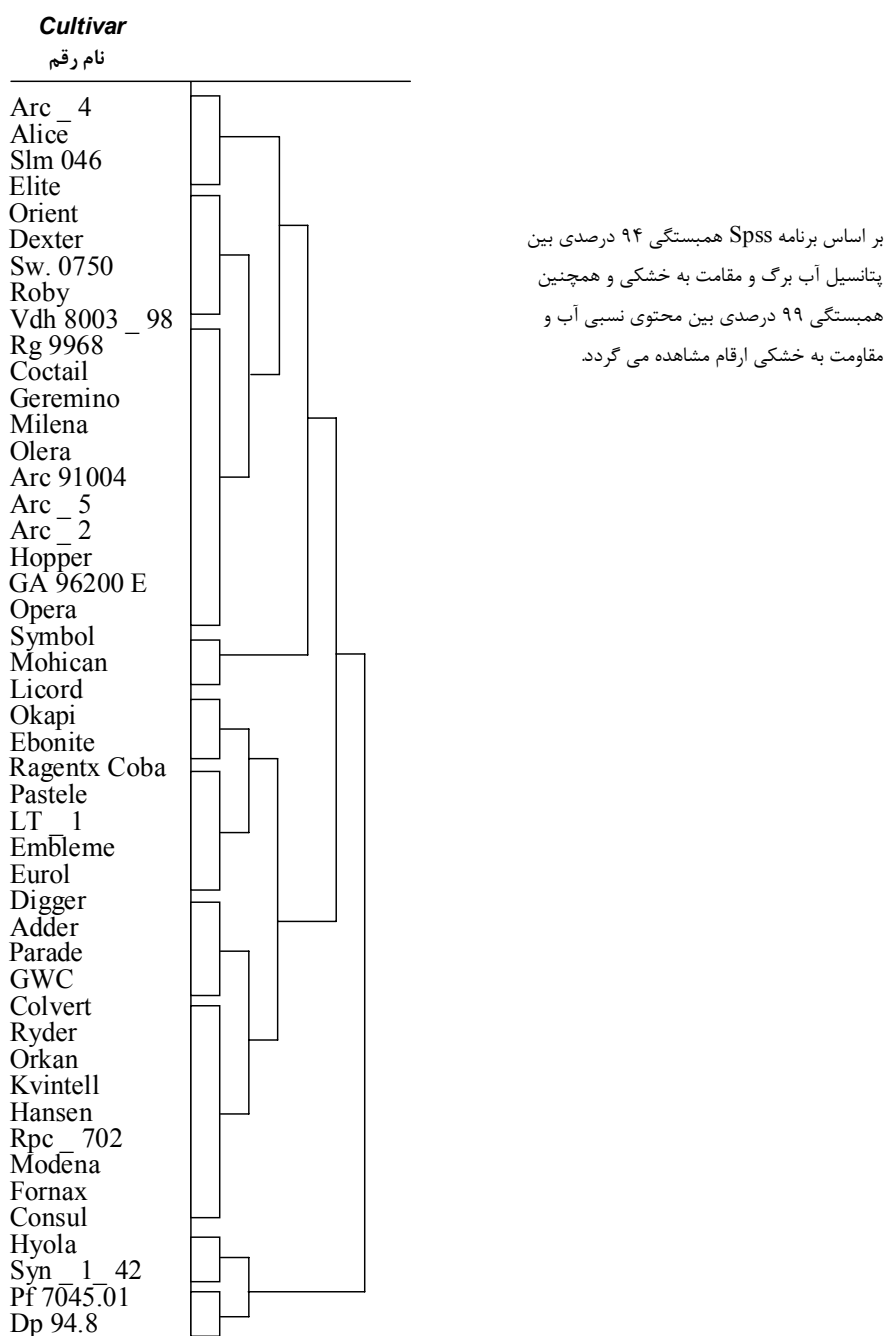 Cultivar
نام رقم
Arc _ 4
Alice
Slm 046
Elite
Orient
Dexter
Sw. 0750
Roby
Vdh 8003 _ 98
Rg 9968
Coctail
Geremino
Milena
Olera
Arc 91004
Arc _ 5
Arc _ 2
Hopper
GA 96200 E
Opera
Symbol
Mohican
Licord
Okapi
Ebonite
Ragentx Coba
Pastele
LT _ 1
Embleme
Eurol
Digger
Adder
Parade
GWC
Colvert
Ryder
Orkan
Kvintell
Hansen
Rpc _ 702
Modena
Fornax
Consul
Hyola
Syn _ 1_ 42
Pf 7045.01
Dp 94.8
بر اساس برنامه Spss همبستگی ۹۴ درصدی بین
پتانسیل آب برگ و مقامت به خشکی و همچنین
همبستگی ۹۹ درصدی بین محتوی نسبی آب و
مقاومت به خشکی ارقام مشاهده می گردد.